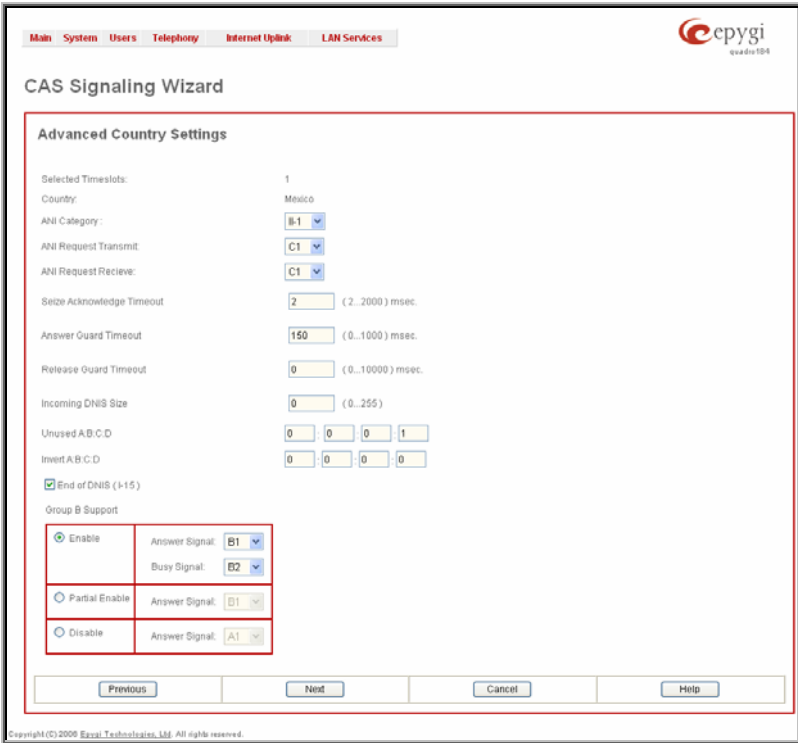 Main System Users Telephony Internet Uplink LAN Services
epygi
quadro184
CAS Signaling Wizard
Advanced Country Settings
Selected Timeslots: 1
Country: Mexico
ANI Category : II-1
ANI Request Transmit: C1
ANI Request Recieve: C1
Seize Acknowledge Timeout 2 ( 2...2000 ) msec.
Answer Guard Timeout 150 ( 0...1000 ) msec.
Release Guard Timeout 0 ( 0...10000 ) msec.
Incoming DNIS Size 0 ( 0...255 )
Unused A:B:C:D 0 : 0 : 0 : 1
Invert A:B:C:D 0 : 0 : 0 : 0
End of DNIS ( I-15 )
Group B Support
Enable Answer Signal: B1
Busy Signal: B2
Partial Enable Answer Signal: B1
Disable Answer Signal: A1
Previous Next Cancel Help
Copyright (C) 2006 Epygi Technologies, Ltd. All rights reserved.